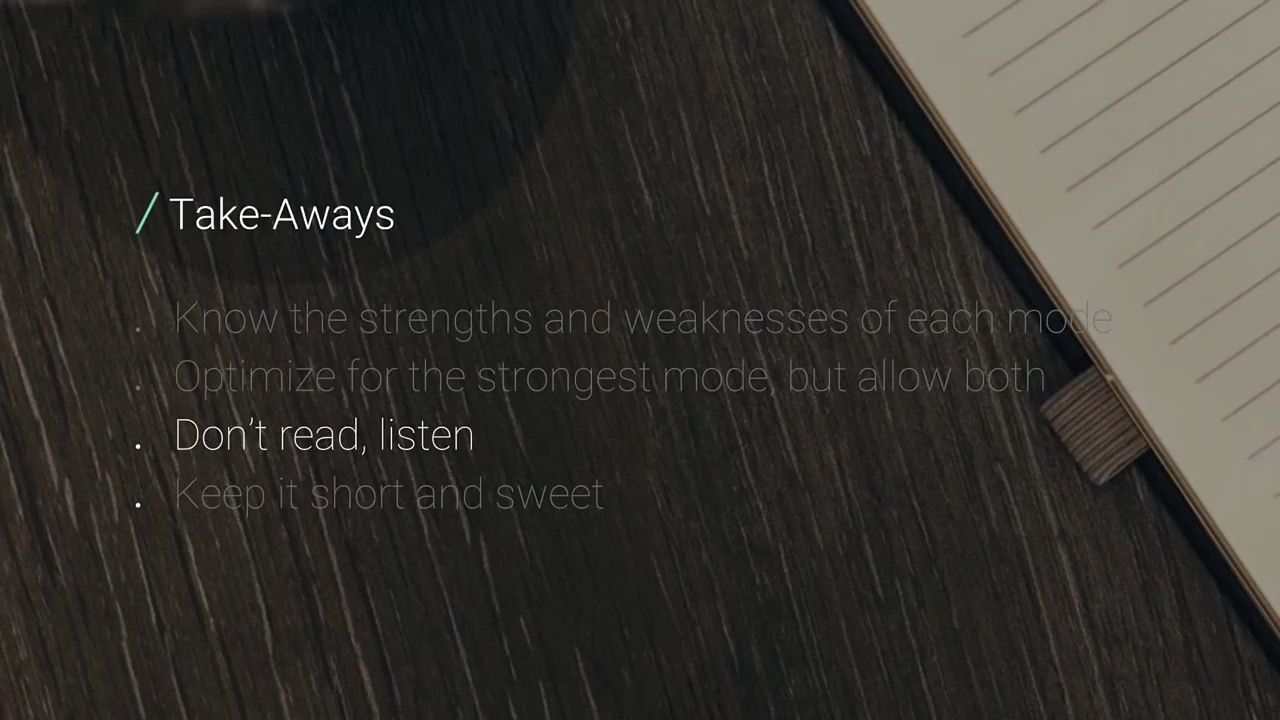 / Take-Aways
. Know the strengths and weaknesses of each mode
. Optimize for the strongest mode, but allow both
. Don’t read, listen
. Keep it short and sweet